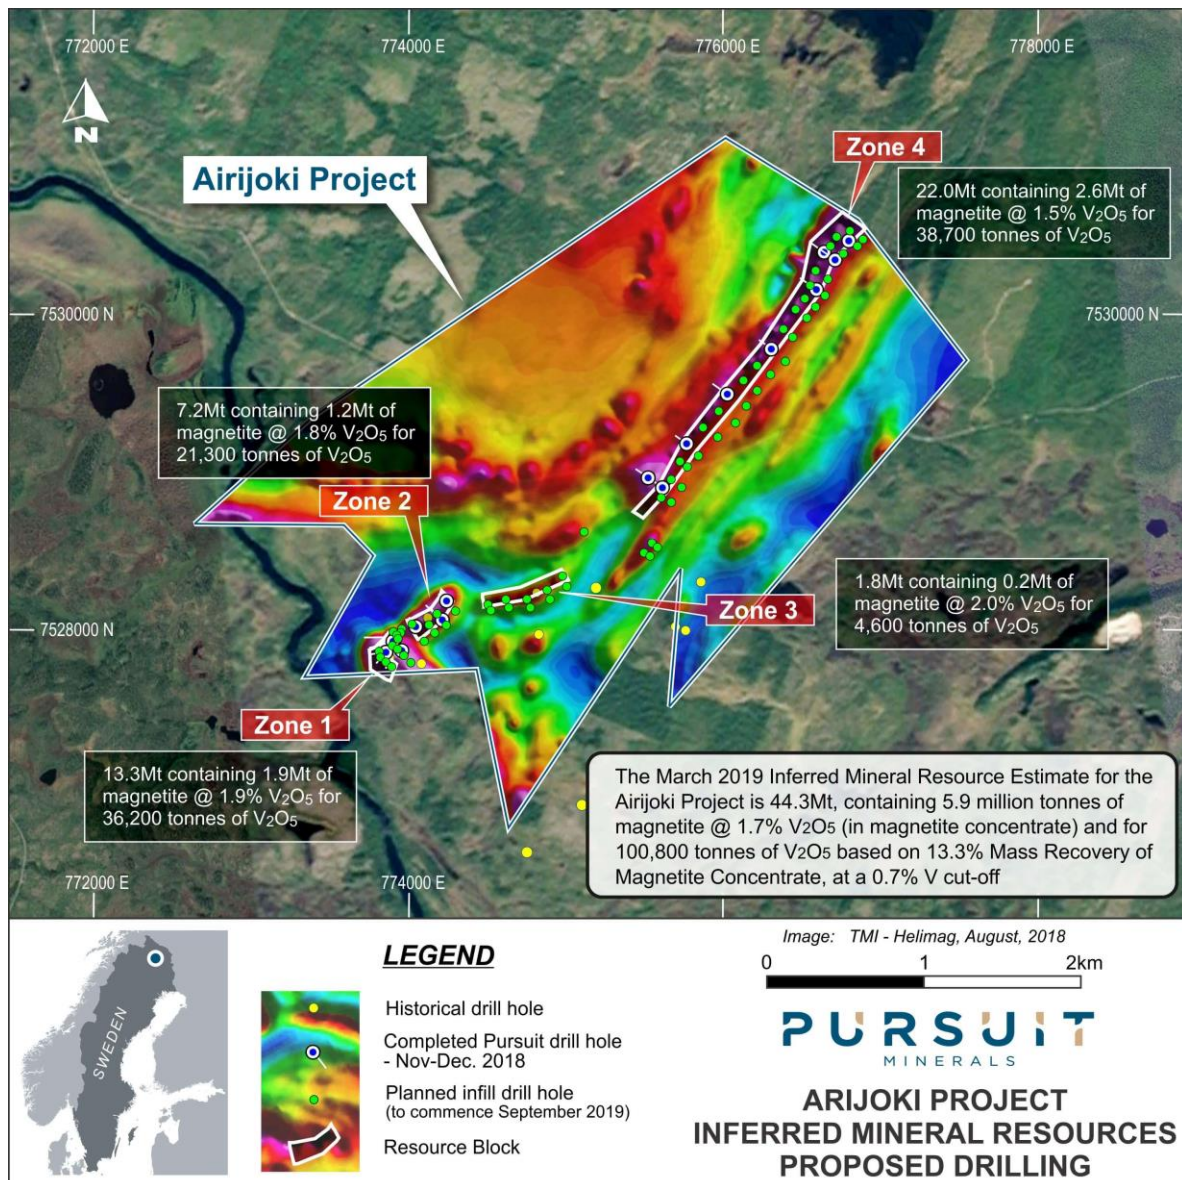 772000 E
774000 E
776000 E
778000 E
N
Airijoki Project
Zone 4
22.0Mt containing 2.6Mt of
magnetite @ 1.5% V₂O₅ for
38,700 tonnes of V₂O₅
7530000 N
7530000 N
7.2Mt containing 1.2Mt of
magnetite @ 1.8% V₂O₅ for
21,300 tonnes of V₂O₅
Zone 2
1.8Mt containing 0.2Mt of
magnetite @ 2.0% V₂O₅ for
4,600 tonnes of V₂O₅
Zone 3
7528000 N
Zone 1
13.3Mt containing 1.9Mt of
magnetite @ 1.9% V₂O₅ for
36,200 tonnes of V₂O₅
The March 2019 Inferred Mineral Resource Estimate for the
Airijoki Project is 44.3Mt, containing 5.9 million tonnes of
magnetite @ 1.7% V₂O₅ (in magnetite concentrate) and for
100,800 tonnes of V₂O₅ based on 13.3% Mass Recovery of
Magnetite Concentrate, at a 0.7% V cut-off
772000 E
774000 E
776000 E
778000 E
SWEDEN
LEGEND
Historical drill hole
Completed Pursuit drill hole
- Nov-Dec. 2018
Planned infill drill hole
(to commence September 2019)
Resource Block
Image: TMI - Helimag, August, 2018
0 1 2km
PURSUIT
MINERALS
ARIJOKI PROJECT
INFERRED MINERAL RESOURCES
PROPOSED DRILLING